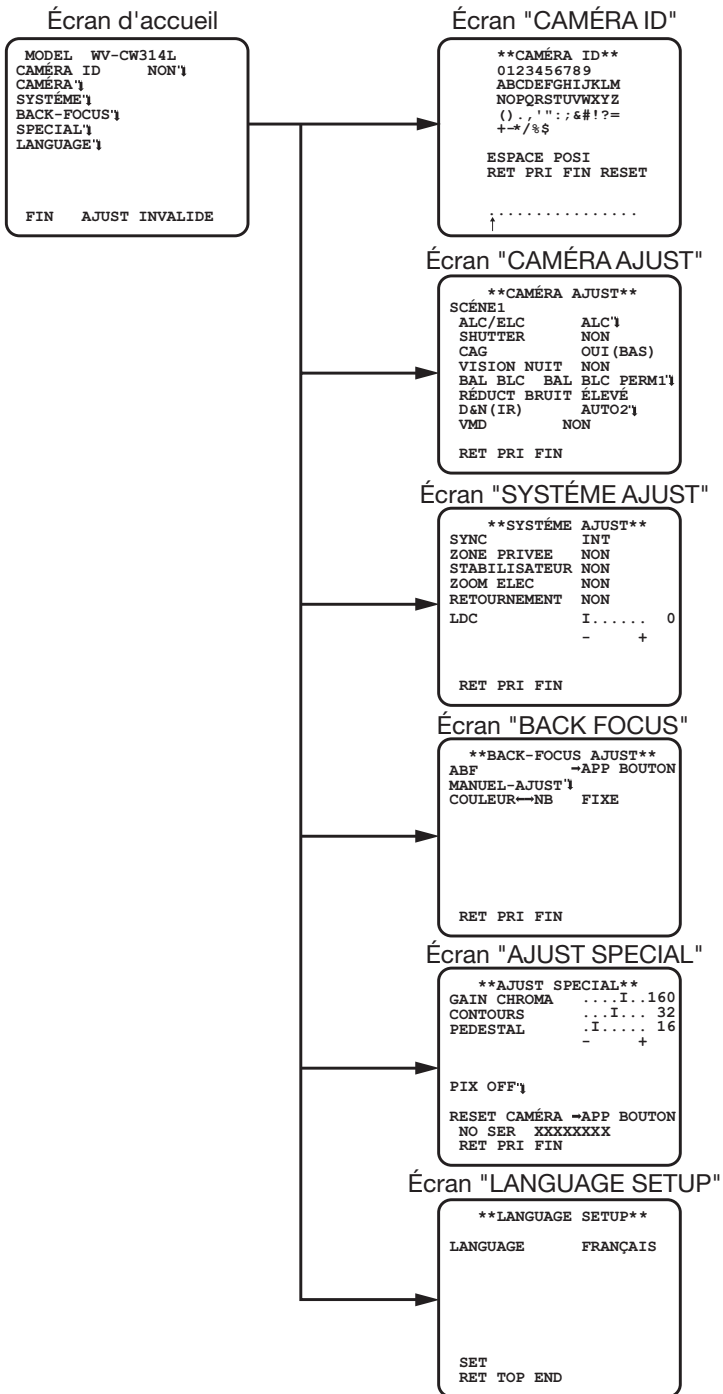 Écran d'accueil
MODEL WV-CW314L
CAMÉRA ID NON↴
CAMÉRA↴
SYSTÉME↴
BACK-FOCUS↴
SPECIAL↴
LANGUAGE↴
FIN AJUST INVALIDE
Écran "CAMÉRA ID"
**CAMÉRA ID**
0123456789
ABCDEFGHIJKLM
NOPQRSTUVWXYZ
().,'":;&#!?=
+-*/%$
ESPACE POSI
RET PRI FIN RESET
................
↑
Écran "CAMÉRA AJUST"
**CAMÉRA AJUST**
SCÉNE1
ALC/ELC ALC↴
SHUTTER NON
CAG OUI(BAS)
VISION NUIT NON
BAL BLC BAL BLC PERM1↴
RÉDUCT BRUIT ÉLEVÉ
D&N(IR) AUTO2↴
VMD NON
RET PRI FIN
Écran "SYSTÉME AJUST"
**SYSTÉME AJUST**
SYNC INT
ZONE PRIVEE NON
STABILISATEUR NON
ZOOM ELEC NON
RETOURNEMENT NON
LDC I...... 0
- +
RET PRI FIN
Écran "BACK FOCUS"
**BACK-FOCUS AJUST**
ABF →APP BOUTON
MANUEL-AJUST↴
COULEUR↔NB FIXE
RET PRI FIN
Écran "AJUST SPECIAL"
**AJUST SPECIAL**
GAIN CHROMA ....I..160
CONTOURS ...I... 32
PEDESTAL .I..... 16
- +
PIX OFF↴
RESET CAMÉRA →APP BOUTON
NO SER XXXXXXXX
RET PRI FIN
Écran "LANGUAGE SETUP"
**LANGUAGE SETUP**
LANGUAGE FRANÇAIS
SET
RET TOP END